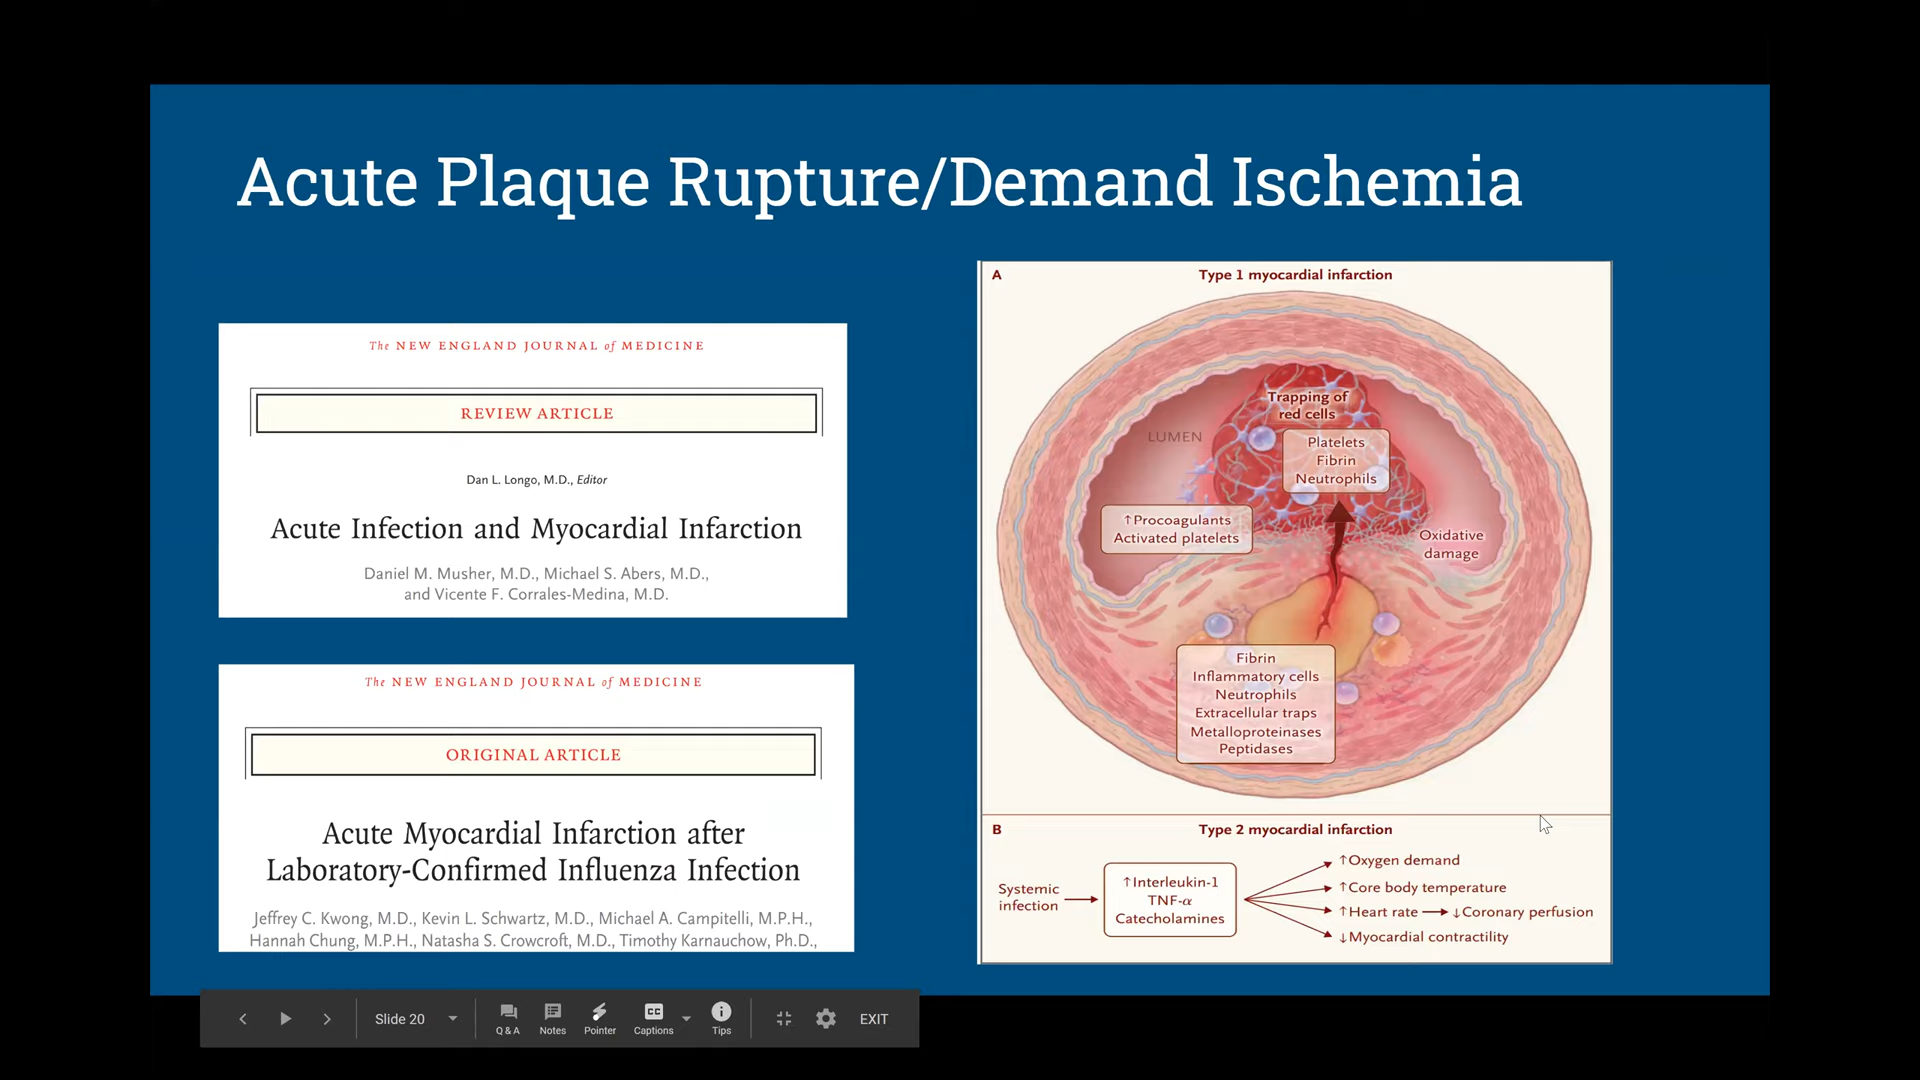 Acute Plaque Rupture/Demand Ischemia
The NEW ENGLAND JOURNAL of MEDICINE
REVIEW ARTICLE
Dan L. Longo, M.D., Editor
Acute Infection and Myocardial Infarction
Daniel M. Musher, M.D., Michael S. Abers, M.D.,
and Vicente F. Corrales-Medina, M.D.
The NEW ENGLAND JOURNAL of MEDICINE
ORIGINAL ARTICLE
Acute Myocardial Infarction after
Laboratory-Confirmed Influenza Infection
Jeffrey C. Kwong, M.D., Kevin L. Schwartz, M.D., Michael A. Campitelli, M.P.H.,
Hannah Chung, M.P.H., Natasha S. Crowcroft, M.D., Timothy Karnauchow, Ph.D.,
A
Type 1 myocardial infarction
Trapping of
red cells
LUMEN
Platelets
Fibrin
Neutrophils
↑Procoagulants
Activated platelets
Oxidative
damage
Fibrin
Inflammatory cells
Neutrophils
Extracellular traps
Metalloproteinases
Peptidases
B
Type 2 myocardial infarction
Systemic
infection
↑Interleukin-1
TNF-α
Catecholamines
↑Oxygen demand
↑Core body temperature
↑Heart rate → ↓Coronary perfusion
↓Myocardial contractility
Slide 20
Q & A
Notes
Pointer
CC
Captions
Tips
EXIT